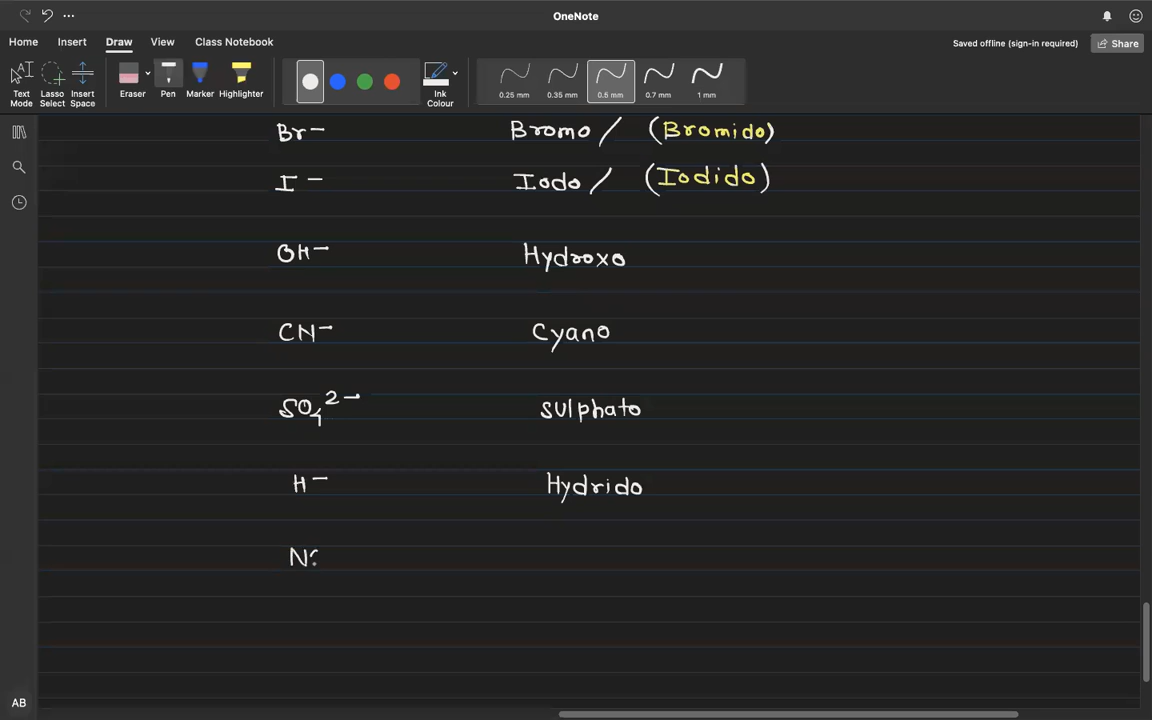 OneNote
Home Insert Draw View Class Notebook
Saved offline (sign-in required) Share
Text Mode
Lasso Select
Insert Space
Eraser
Pen
Marker
Highlighter
Ink Colour
0.25 mm 0.35 mm 0.5 mm 0.7 mm 1 mm
Br⁻ Bromo / (Bromido)
I⁻ Iodo / (Iodido)
OH⁻ Hydroxo
CN⁻ Cyano
SO₄²⁻ sulphato
H⁻ Hydrido
N
AB